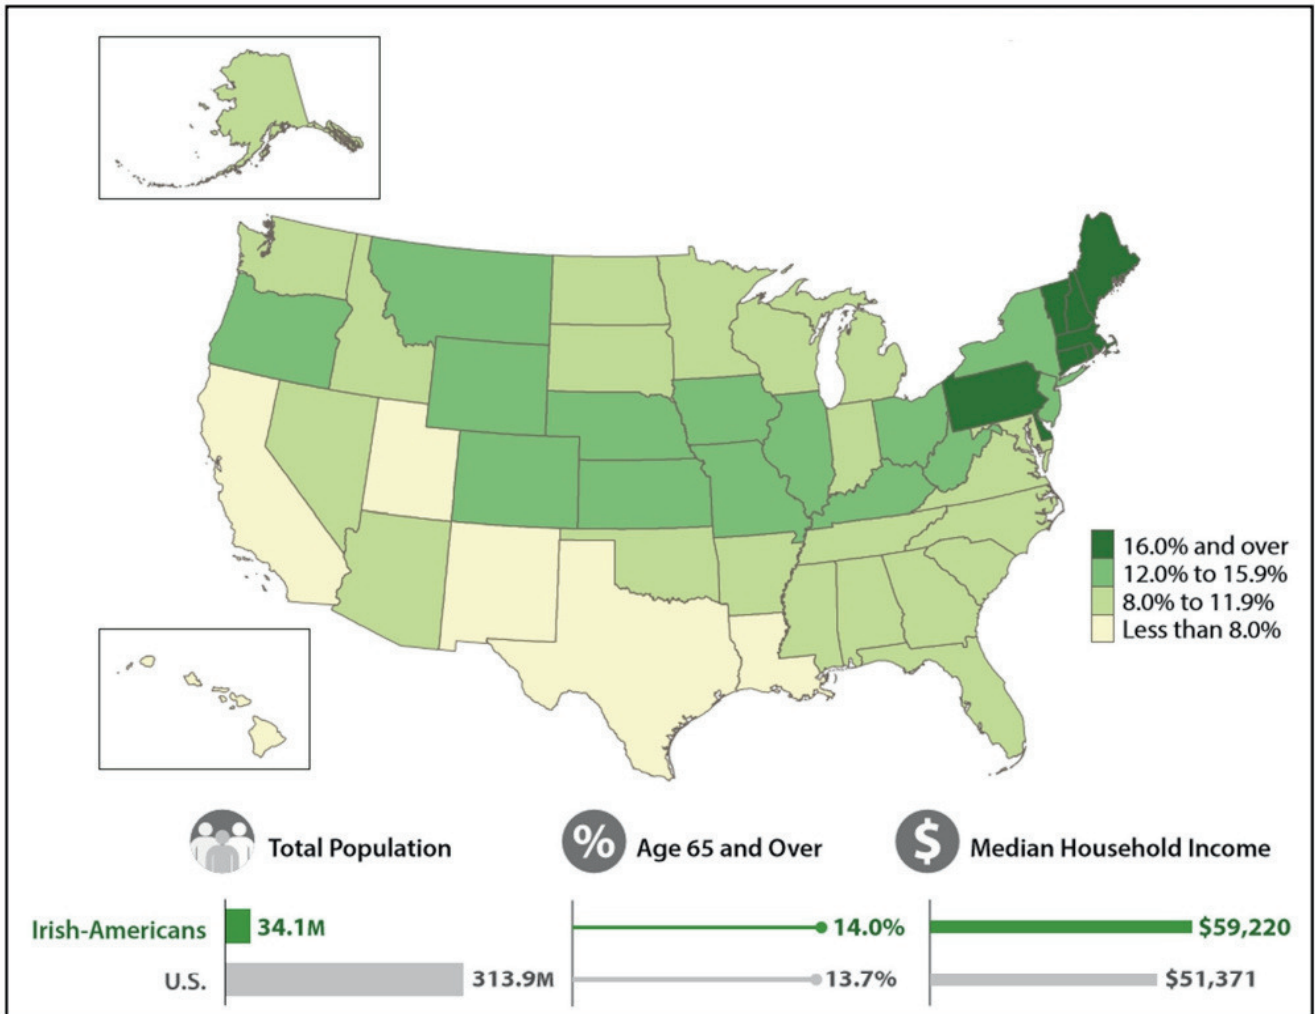 16.0% and over
12.0% to 15.9%
8.0% to 11.9%
Less than 8.0%
Total Population
% Age 65 and Over
$ Median Household Income
Irish-Americans 34.1M 14.0% $59,220
U.S. 313.9M 13.7% $51,371